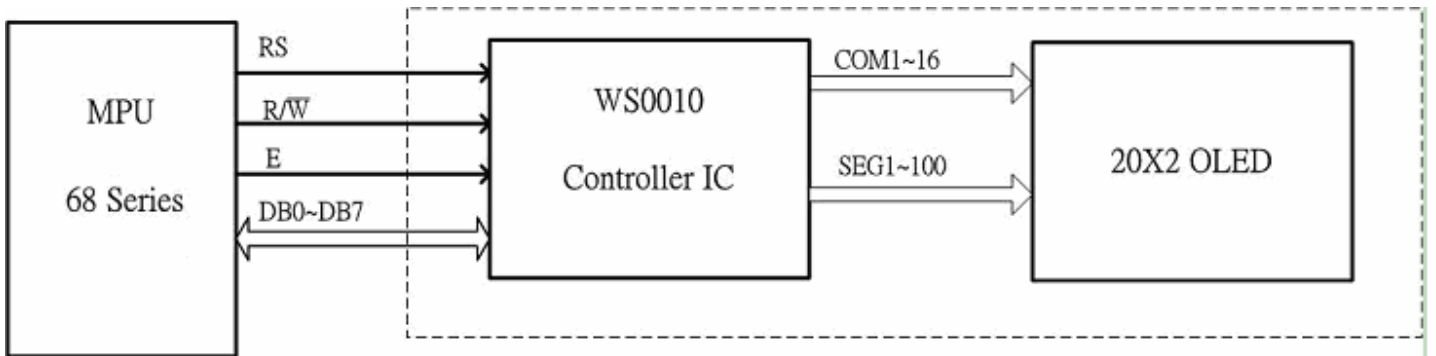 MPU
68 Series
RS
R/W̅
E
DB0~DB7
WS0010
Controller IC
COM1~16
SEG1~100
20X2 OLED